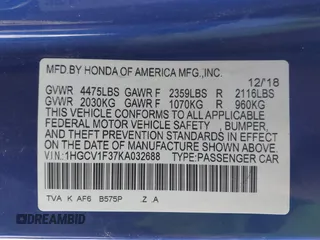 MFD.BY HONDA OF AMERICA MFG.,INC. 12/18
GVWR 4475LBS GAWR F 2359LBS R 2116LBS
GVWR 2030KG GAWR F 1070KG R 960KG
THIS VEHICLE CONFORMS TO ALL APPLICABLE
FEDERAL MOTOR VEHICLE SAFETY, BUMPER,
AND THEFT PREVENTION STANDARDS IN
EFFECT ON THE DATE OF MANUFACTURE
SHOWN ABOVE.
VIN:1HGCV1F37KA032688 TYPE:PASSENGER CAR
TVA K AF6 B575P .Z .A
DREAMBID